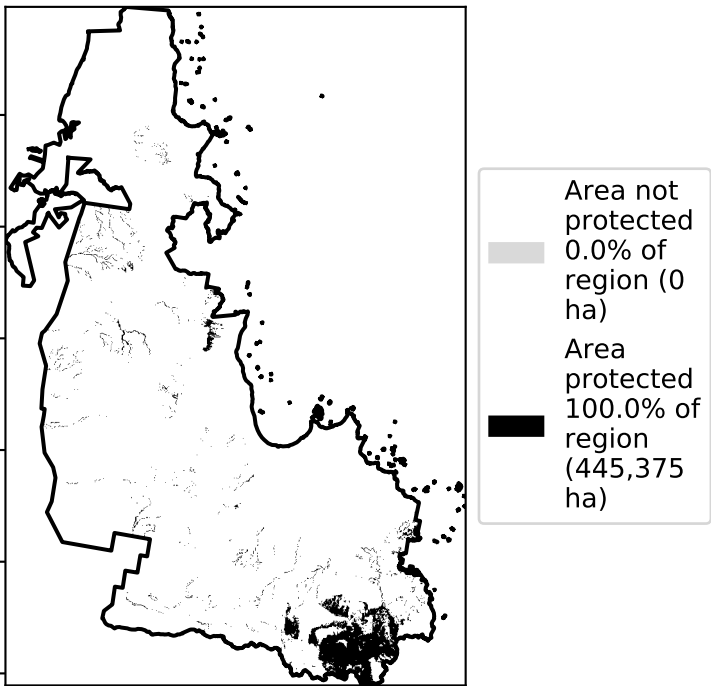 Area not
protected
0.0% of
region (0
ha)
Area
protected
100.0% of
region
(445,375
ha)